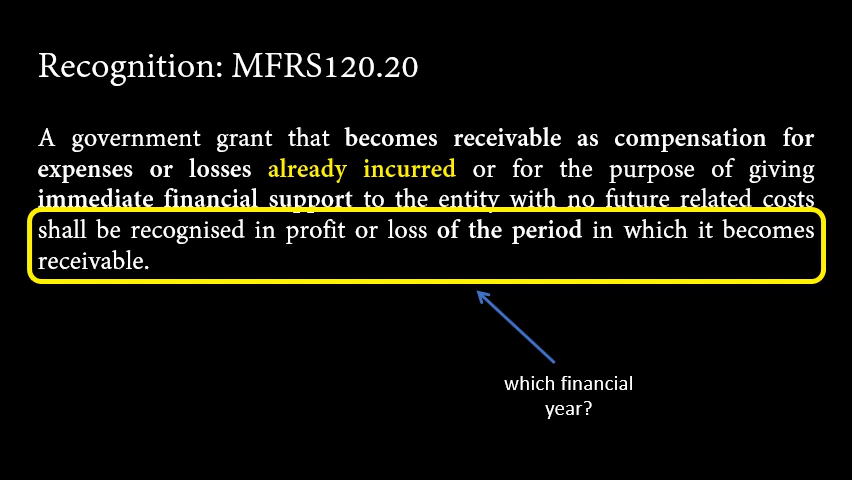 Recognition: MFRS120.20
A government grant that becomes receivable as compensation for
expenses or losses already incurred or for the purpose of giving
immediate financial support to the entity with no future related costs
shall be recognised in profit or loss of the period in which it becomes
receivable.
which financial
year?